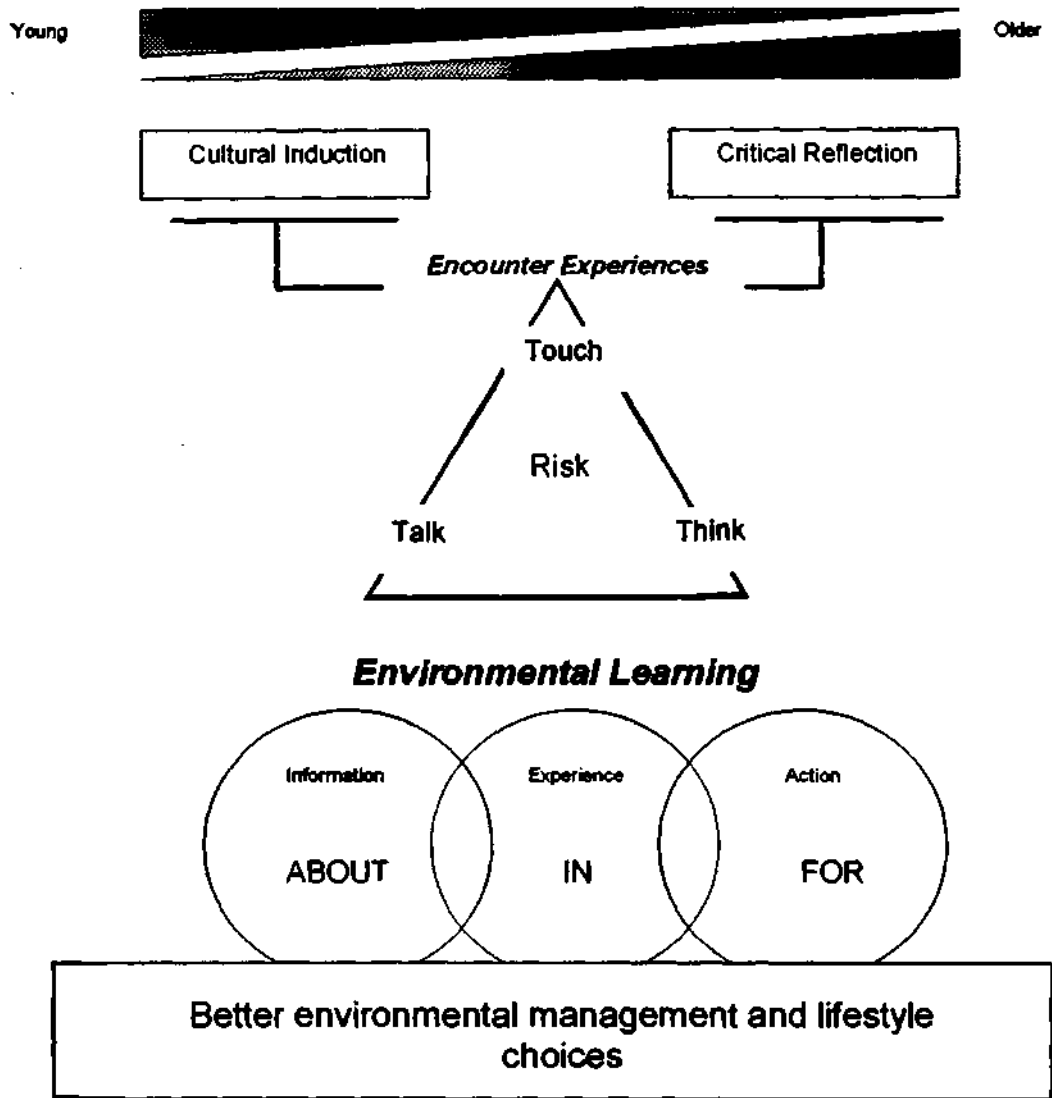 Young
Older
Cultural Induction
Critical Reflection
Encounter Experiences
Touch
Risk
Talk
Think
Environmental Learning
Information
Experience
Action
ABOUT
IN
FOR
Better environmental management and lifestyle
choices